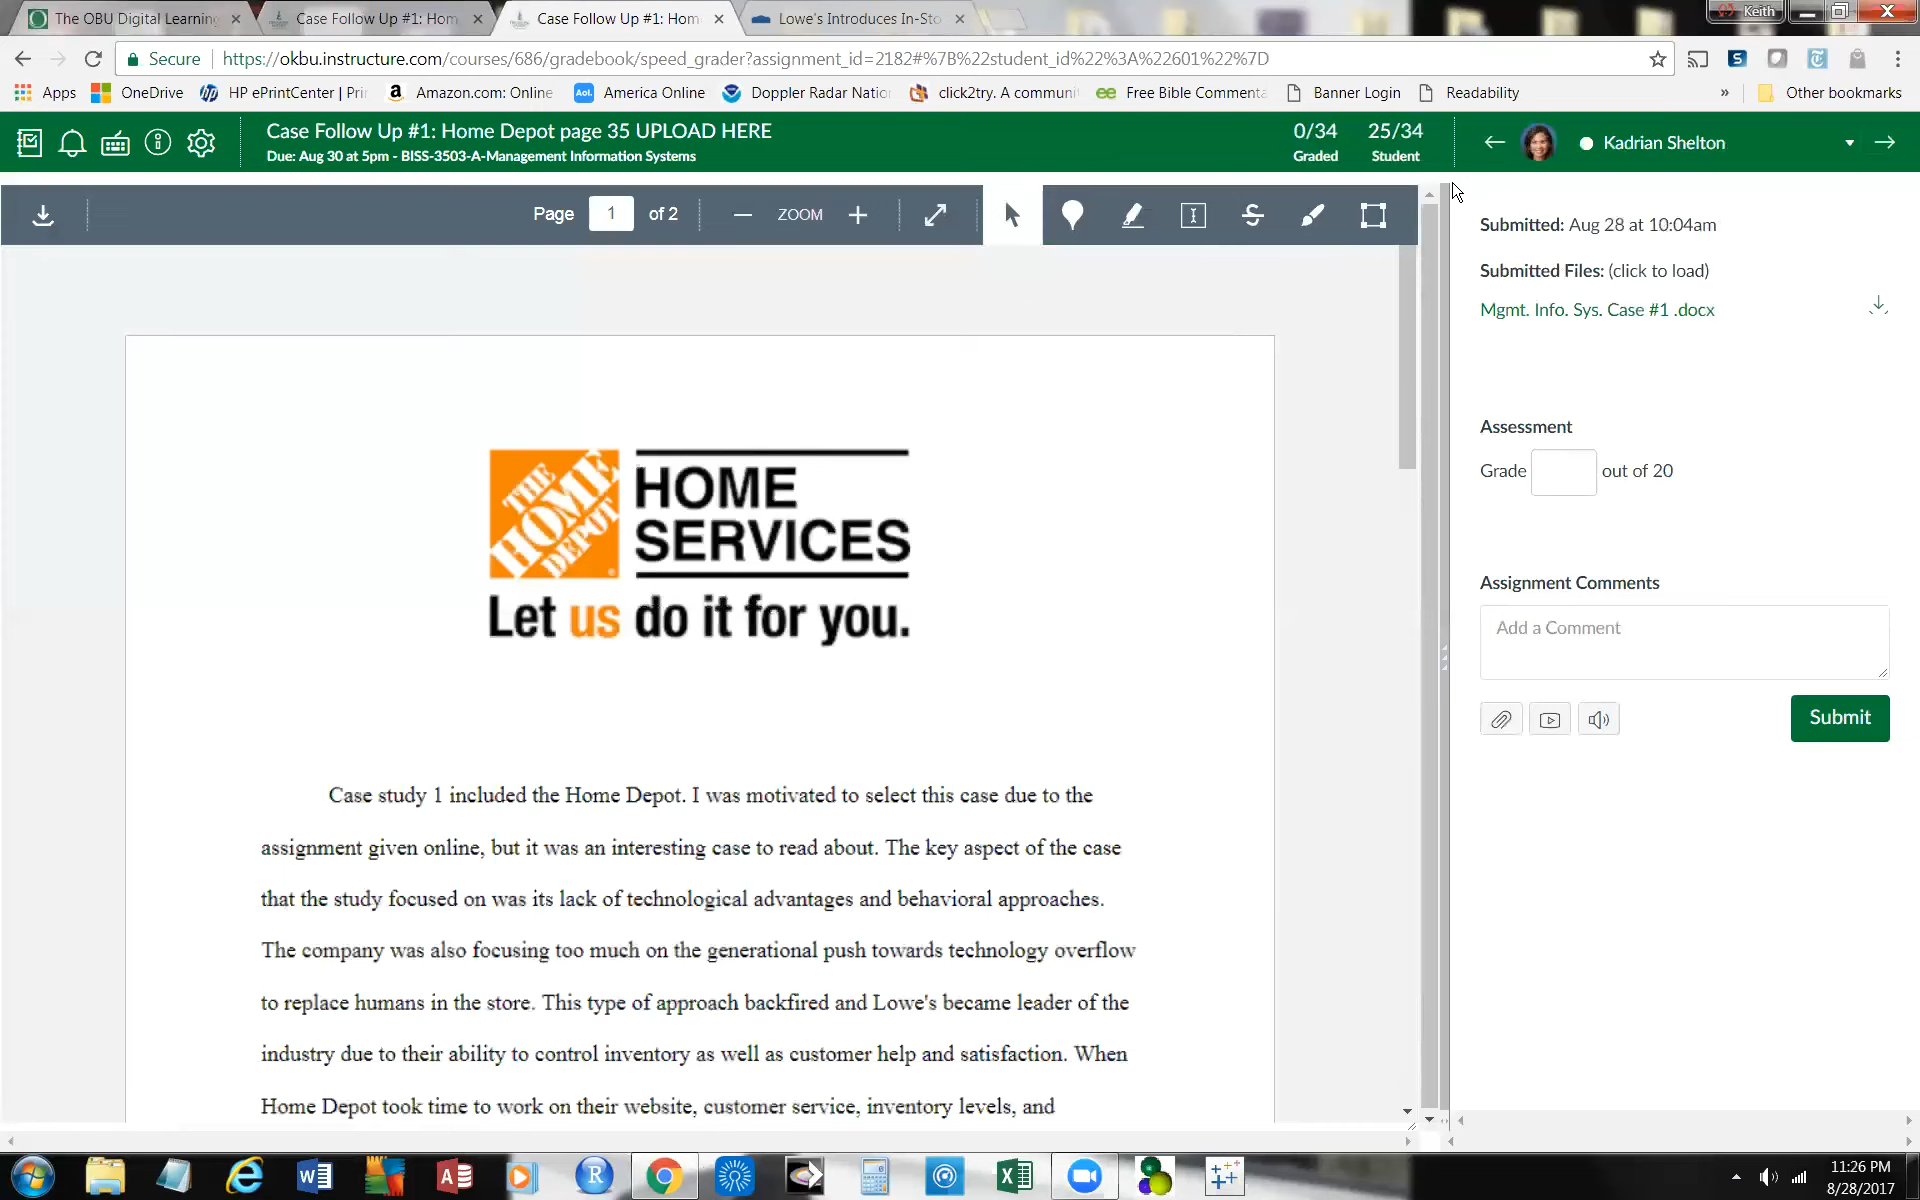 The OBU Digital Learning
Case Follow Up #1: Hom
Case Follow Up #1: Hom
Lowe's Introduces In-Sto
Keith
Secure
https://okbu.instructure.com/courses/686/gradebook/speed_grader?assignment_id=2182#%7B%22student_id%22%3A%22601%22%7D
Apps
OneDrive
HP ePrintCenter | Pri
Amazon.com: Online
Aol.
America Online
Doppler Radar Natio
click2try. A communi
Free Bible Commenta
Banner Login
Readability
»
Other bookmarks
Case Follow Up #1: Home Depot page 35 UPLOAD HERE
Due: Aug 30 at 5pm - BISS-3503-A-Management Information Systems
0/34
Graded
25/34
Student
Kadrian Shelton
Page 1 of 2
ZOOM
Submitted: Aug 28 at 10:04am
Submitted Files: (click to load)
Mgmt. Info. Sys. Case #1 .docx
Assessment
Grade out of 20
Assignment Comments
Add a Comment
Submit
THE HOME DEPOT
HOME
SERVICES
Let us do it for you.
Case study 1 included the Home Depot. I was motivated to select this case due to the
assignment given online, but it was an interesting case to read about. The key aspect of the case
that the study focused on was its lack of technological advantages and behavioral approaches.
The company was also focusing too much on the generational push towards technology overflow
to replace humans in the store. This type of approach backfired and Lowe's became leader of the
industry due to their ability to control inventory as well as customer help and satisfaction. When
Home Depot took time to work on their website, customer service, inventory levels, and
11:26 PM
8/28/2017